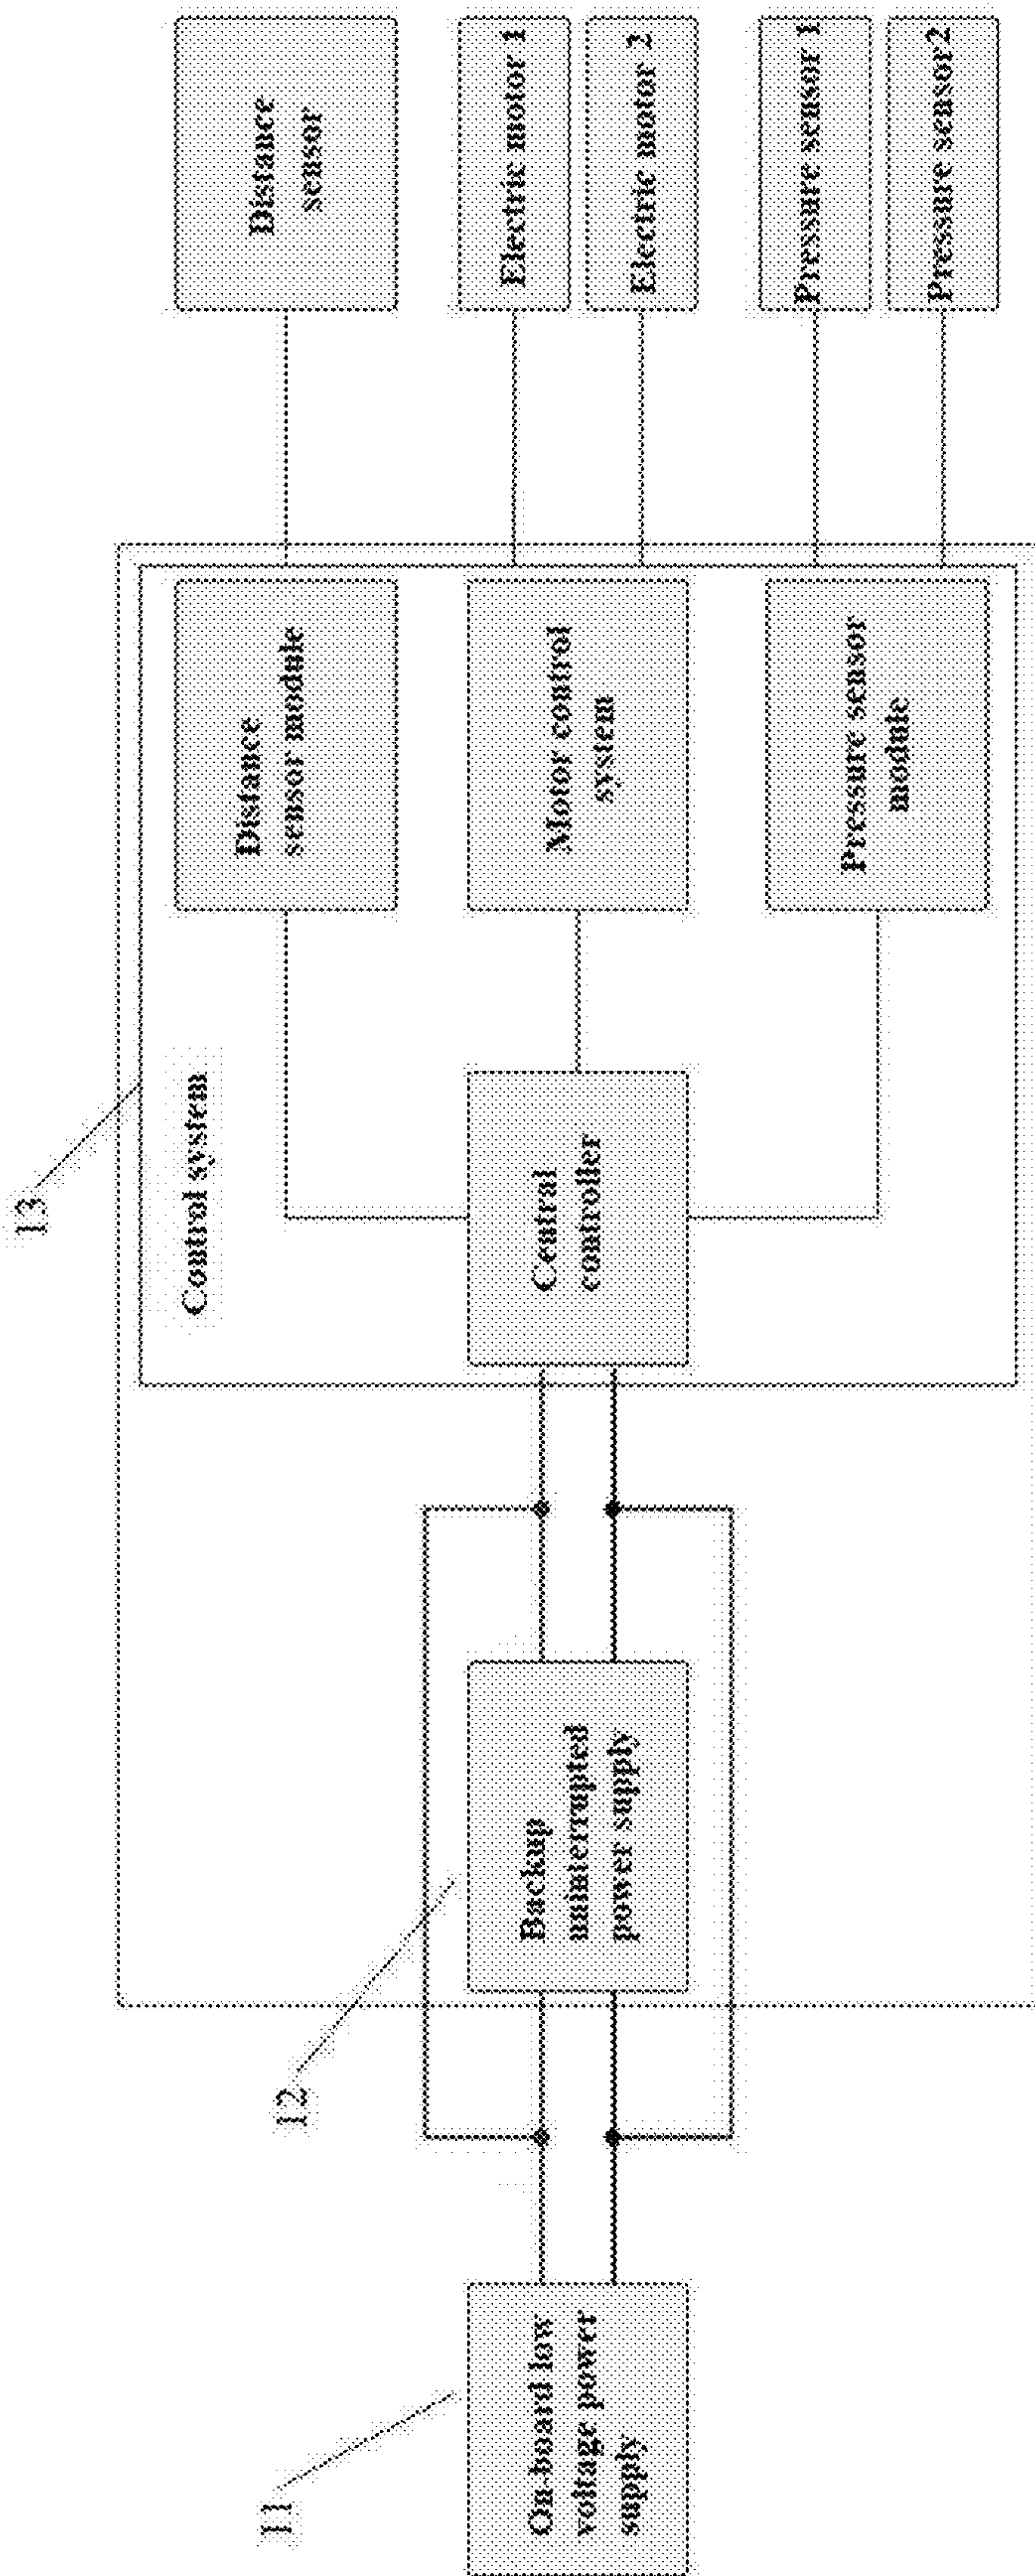 13
Control system
12
11
On-board low
voltage power
supply
Backup
uninterrupted
power supply
Central
controller
Distance
sensor module
Motor control
system
Pressure sensor
module
Distance
sensor
Electric motor 1
Electric motor 2
Pressure sensor 1
Pressure sensor2